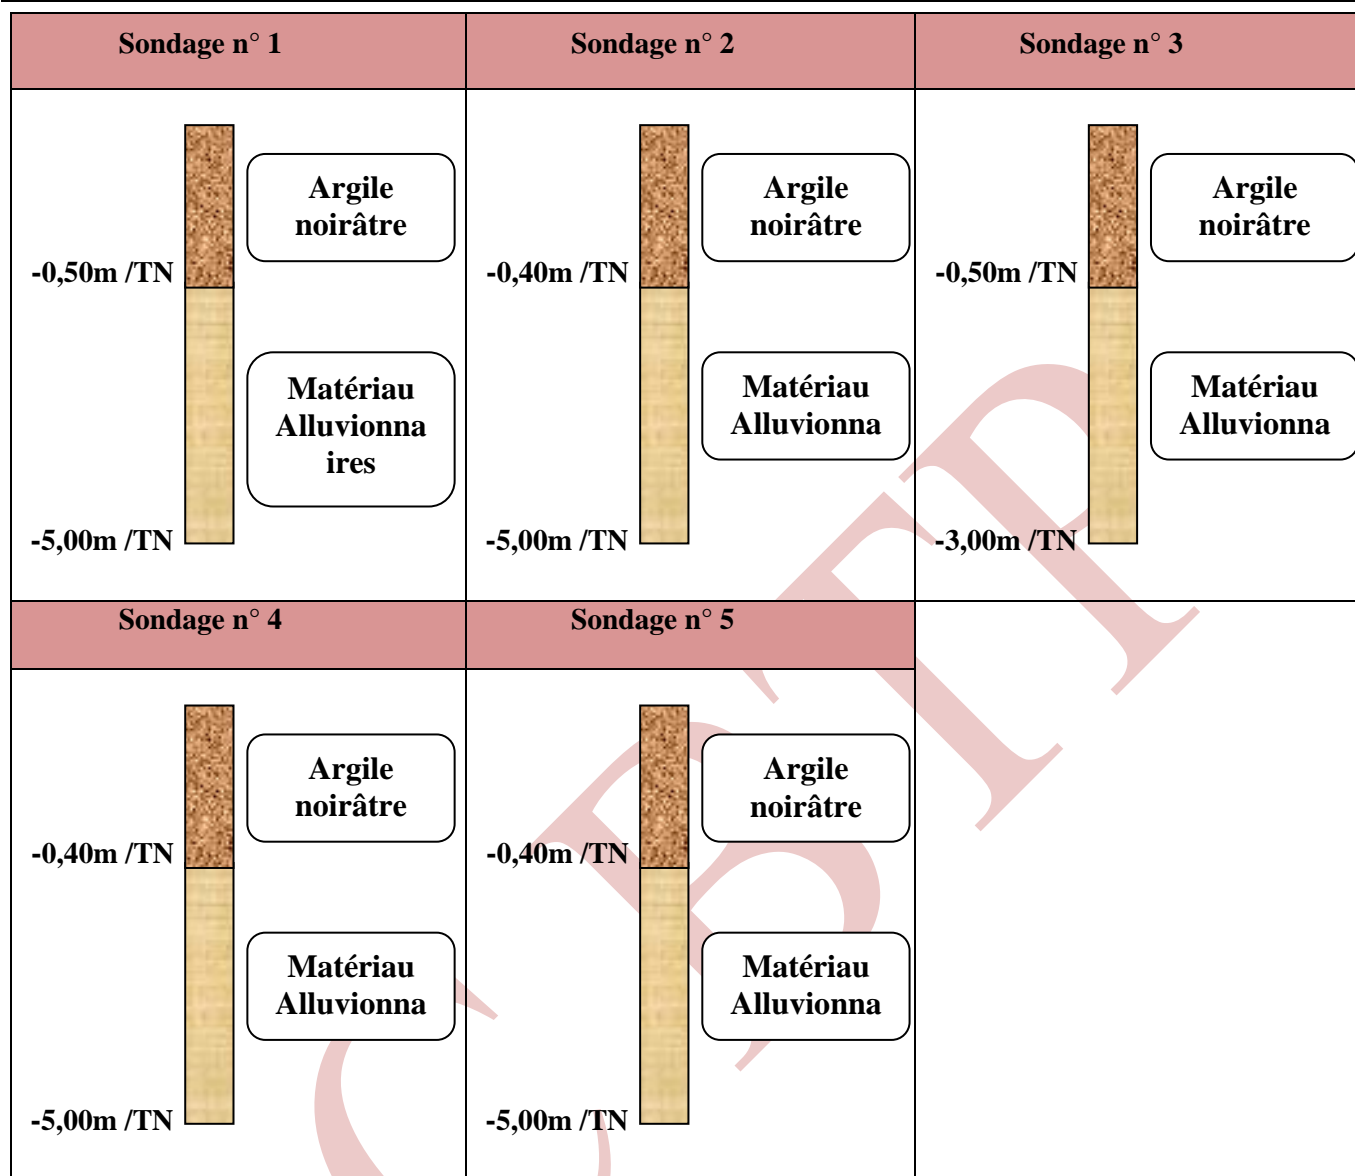 Sondage n° 1
Sondage n° 2
Sondage n° 3
Argile
noirâtre
-0,50m /TN
Matériau
Alluvionna
ires
-5,00m /TN
Argile
noirâtre
-0,40m /TN
Matériau
Alluvionna
-5,00m /TN
Argile
noirâtre
-0,50m /TN
Matériau
Alluvionna
-3,00m /TN
Sondage n° 4
Sondage n° 5
Argile
noirâtre
-0,40m /TN
Matériau
Alluvionna
-5,00m /TN
Argile
noirâtre
-0,40m /TN
Matériau
Alluvionna
-5,00m /TN
CBTP